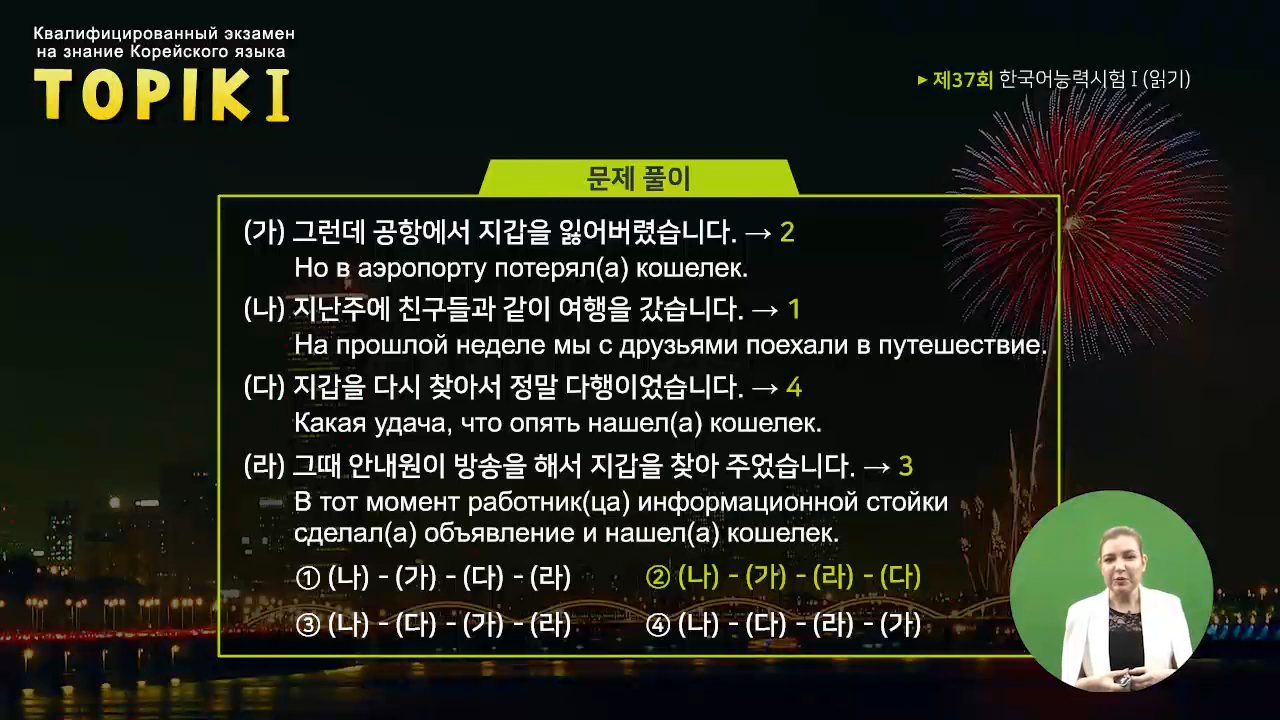 Квалифицированный экзамен
на знание Корейского языка
TOPIK I
▸ 제37회 한국어능력시험 I (읽기)
문제 풀이
(가) 그런데 공항에서 지갑을 잃어버렸습니다. → 2
Но в аэропорту потерял(а) кошелек.
(나) 지난주에 친구들과 같이 여행을 갔습니다. → 1
На прошлой неделе мы с друзьями поехали в путешествие.
(다) 지갑을 다시 찾아서 정말 다행이었습니다. → 4
Какая удача, что опять нашел(а) кошелек.
(라) 그때 안내원이 방송을 해서 지갑을 찾아 주었습니다. → 3
В тот момент работник(ца) информационной стойки
сделал(а) объявление и нашел(а) кошелек.
① (나) - (가) - (다) - (라) ② (나) - (가) - (라) - (다)
③ (나) - (다) - (가) - (라) ④ (나) - (다) - (라) - (가)